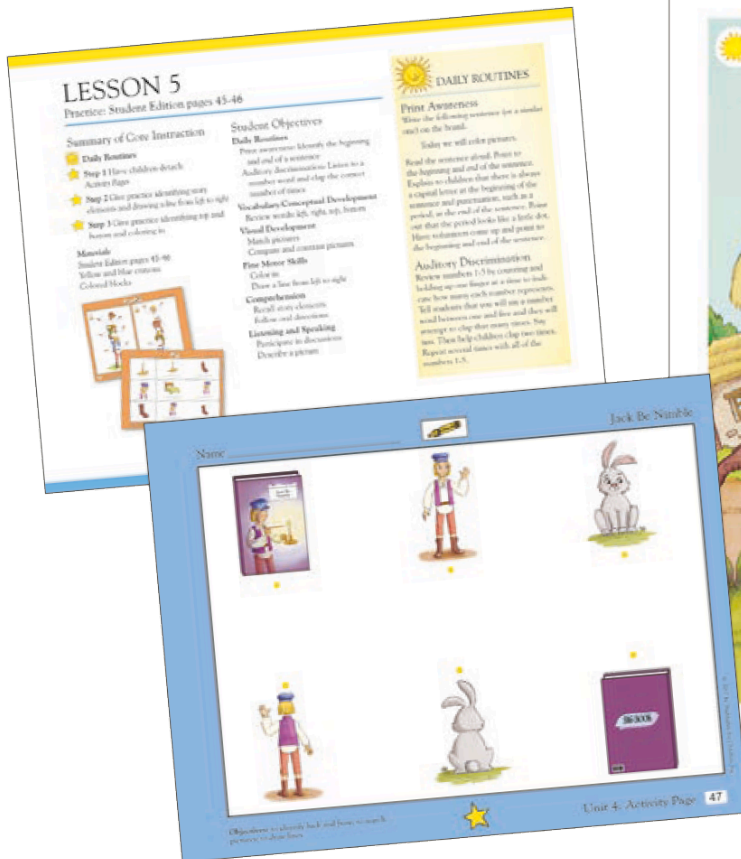 LESSON 5
Practice: Student Edition pages 45-46
Summary of Core Instruction
Daily Routines
Step 1 Have children detach
Activity Pages
Step 2 Give practice identifying story
elements and drawing a line from left to right
Step 3 Give practice identifying top and
bottom and coloring in
Materials
Student Edition pages 45-46
Yellow and blue crayons
Colored blocks
Student Objectives
Daily Routines
Print awareness: Identify the beginning
and end of a sentence
Auditory discrimination: Listen to a
number word and clap the correct
number of times
Vocabulary/Conceptual Development
Review words: left, right, top, bottom
Visual Development
Match pictures
Compare and contrast pictures
Fine Motor Skills
Color in
Draw a line from left to right
Comprehension
Recall story elements
Follow oral directions
Listening and Speaking
Participate in discussions
Describe a picture
DAILY ROUTINES
Print Awareness
Write the following sentence (or a similar
one) on the board.
Today we will color pictures.
Read the sentence aloud. Point to
the beginning and end of the sentence.
Explain to children that there is always
a capital letter at the beginning of the
sentence and punctuation, such as a
period, at the end of the sentence. Point
out that the period looks like a little dot.
Have volunteers come up and point to
the beginning and end of the sentence.
Auditory Discrimination
Review numbers 1-5 by counting and
holding up one finger at a time to indi-
cate how many each number represents.
Tell students that you will say a number
word between one and five and they will
attempt to clap that many times. Say
two. Then help children clap two times.
Repeat several times with all of the
numbers 1-5.
Name
Jack Be Nimble
BIG BOOK
Objectives: to identify back and front; to match
pictures; to draw lines
Unit 4, Activity Page 47